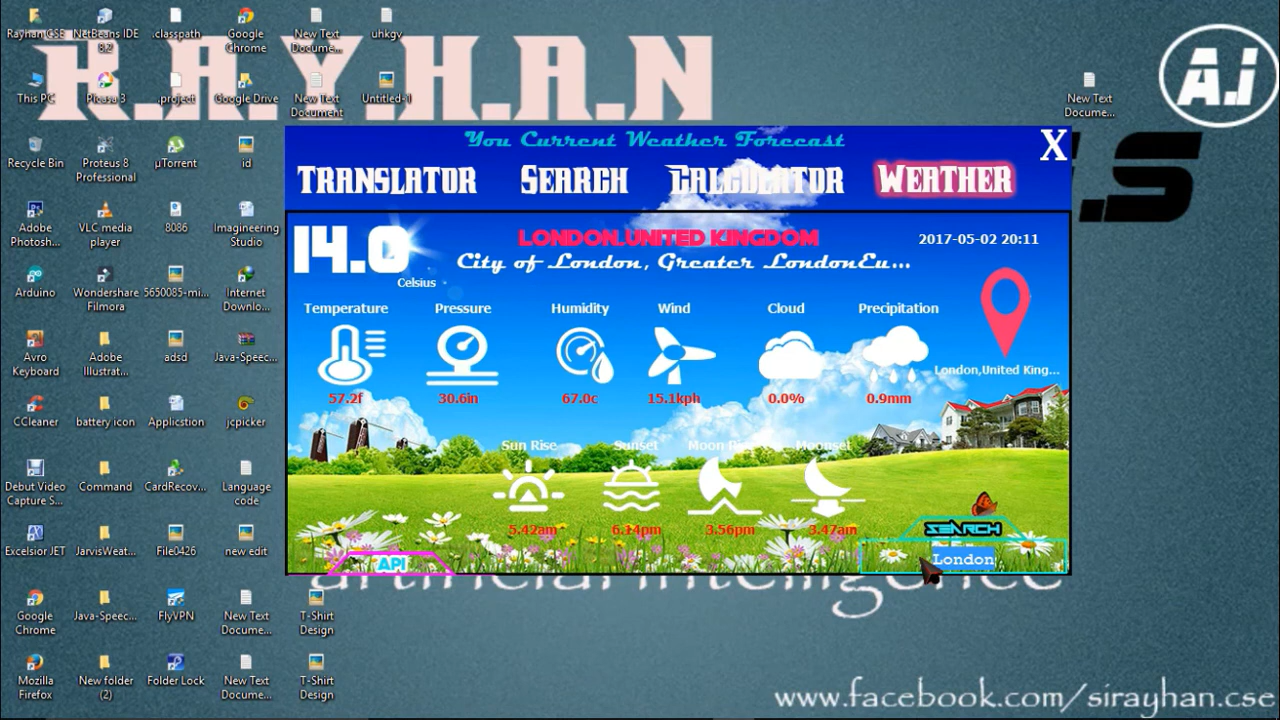 R.A.Y.H.A.N
A.I
.S
artificial intelligence
www.facebook.com/sirayhan.cse
Rayhan CSE
NetBeans IDE 8.2
.classpath
Google Chrome
New Text Docume...
uhkgv
This PC
Picasa 3
.project
Google Drive
New Text Document
Untitled-1
New Text Docume...
Recycle Bin
Proteus 8 Professional
µTorrent
id
Adobe Photosh...
VLC media player
8086
Imagineering Studio
Arduino
Wondershare Filmora
5650085-mi...
Internet Downlo...
Avro Keyboard
Adobe Illustrat...
adsd
Java-Speec...
CCleaner
battery icon
Appliction
jcpicker
Debut Video Capture S...
Command
CardRecov...
Language code
Excelsior JET
JarvisWeat...
File0426
new edit
Google Chrome
Java-Speec...
FlyVPN
New Text Docume...
T-Shirt Design
Mozilla Firefox
New folder (2)
Folder Lock
New Text Docume...
T-Shirt Design
You Current Weather Forecast
X
Translator Search Calculator Weather
14.0
Celsius
London,United Kingdom
2017-05-02 20:11
City of London, Greater LondonEu...
Temperature Pressure Humidity Wind Cloud Precipitation
London,United King...
57.2f 30.6in 67.0c 15.1kph 0.0% 0.9mm
Sun Rise Sunset Moon Rise Moonset
5.42am 6.14pm 3.56pm 3.47am
Search
API
London